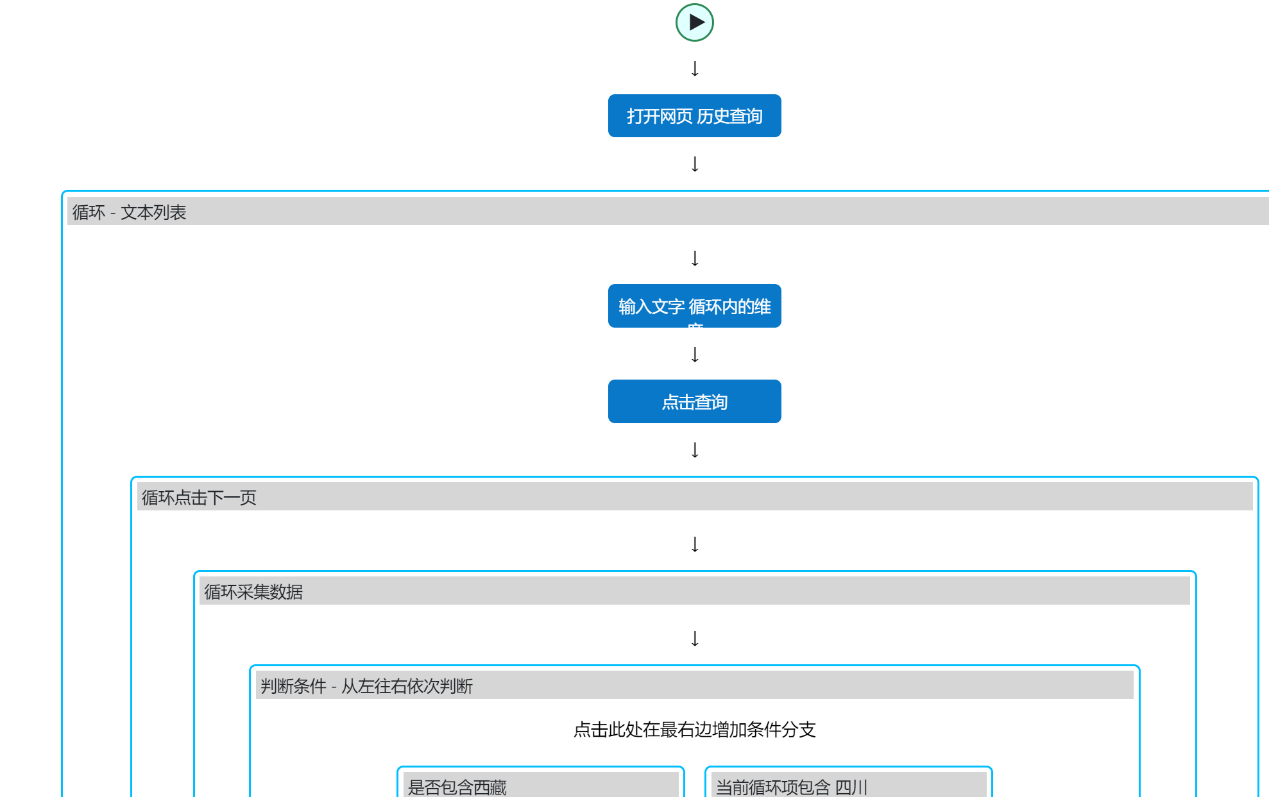 打开网页 历史查询
循环 - 文本列表
输入文字 循环内的维
点击查询
循环点击下一页
循环采集数据
判断条件 - 从左往右依次判断
点击此处在最右边增加条件分支
是否包含西藏
当前循环项包含 四川